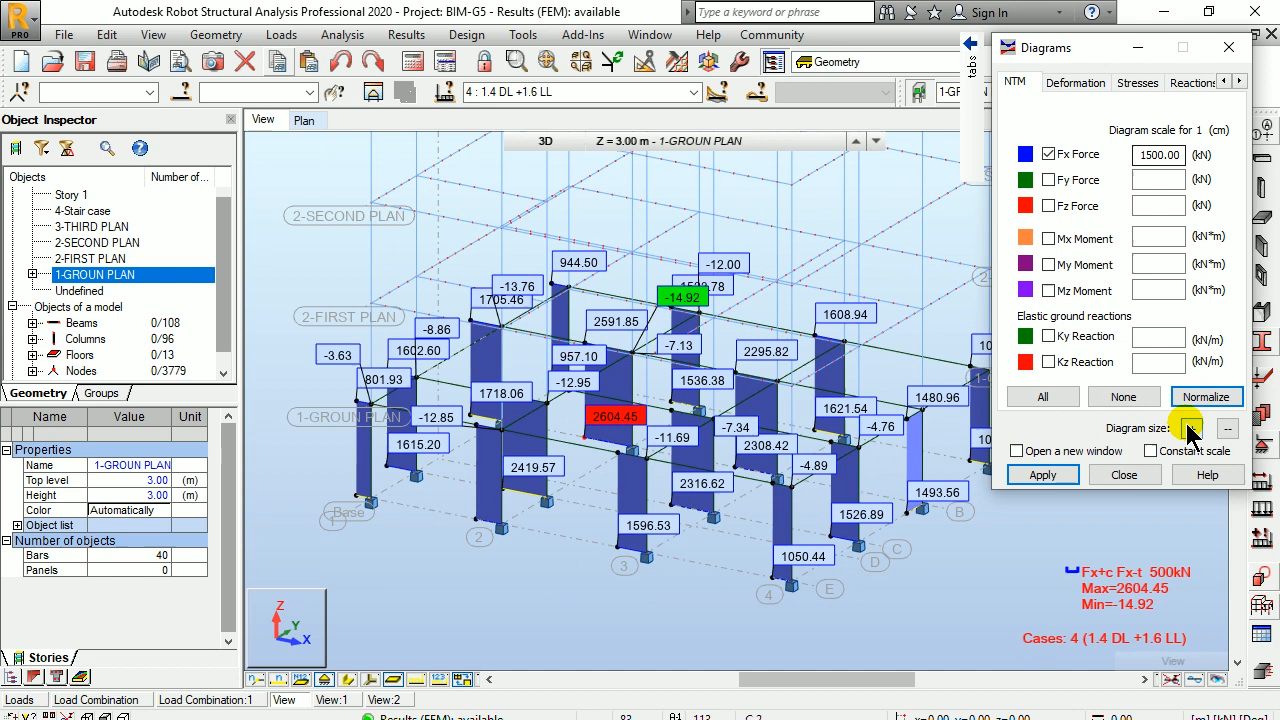 Autodesk Robot Structural Analysis Professional 2020 - Project: BIM-G5 - Results (FEM): available
Type a keyword or phrase
Sign In
PRO
File Edit View Geometry Loads Analysis Results Design Tools Add-Ins Window Help Community
Geometry
4 : 1.4 DL +1.6 LL
Object Inspector
Objects Number of...
Story 1
4-Stair case
3-THIRD PLAN
2-SECOND PLAN
2-FIRST PLAN
1-GROUN PLAN
Undefined
Objects of a model
Beams 0/108
Columns 0/96
Floors 0/13
Nodes 0/3779
Geometry Groups
Name Value Unit
Properties
Name 1-GROUN PLAN
Top level 3.00 (m)
Height 3.00 (m)
Color Automatically
Object list
Number of objects
Bars 40
Panels 0
Stories
View Plan
3D Z = 3.00 m - 1-GROUN PLAN
tabs
2-SECOND PLAN
2-FIRST PLAN
1-GROUN PLAN
Base
944.50
-12.00
-13.76
1705.46
-14.92
2591.85
1608.94
-8.86
-7.13
1602.60
957.10
2295.82
-3.63
801.93
-12.95
1536.38
1718.06
1480.96
-12.85
2604.45
1621.54
-4.76
-7.34
-11.69
1615.20
2308.42
2419.57
-4.89
2316.62
1493.56
1596.53
1526.89
1050.44
2
3
4
B
C
D
E
Z
Y
X
Fx+c Fx-t 500kN
Max=2604.45
Min=-14.92
Cases: 4 (1.4 DL +1.6 LL)
View
Diagrams
NTM Deformation Stresses Reactions
Diagram scale for 1 (cm)
Fx Force 1500.00 (kN)
Fy Force (kN)
Fz Force (kN)
Mx Moment (kN*m)
My Moment (kN*m)
Mz Moment (kN*m)
Elastic ground reactions
Ky Reaction (kN/m)
Kz Reaction (kN/m)
All None Normalize
Diagram size: --
Open a new window Constant scale
Apply Close Help
Loads Load Combination Load Combination:1 View View:1 View:2
Results (FEM): available